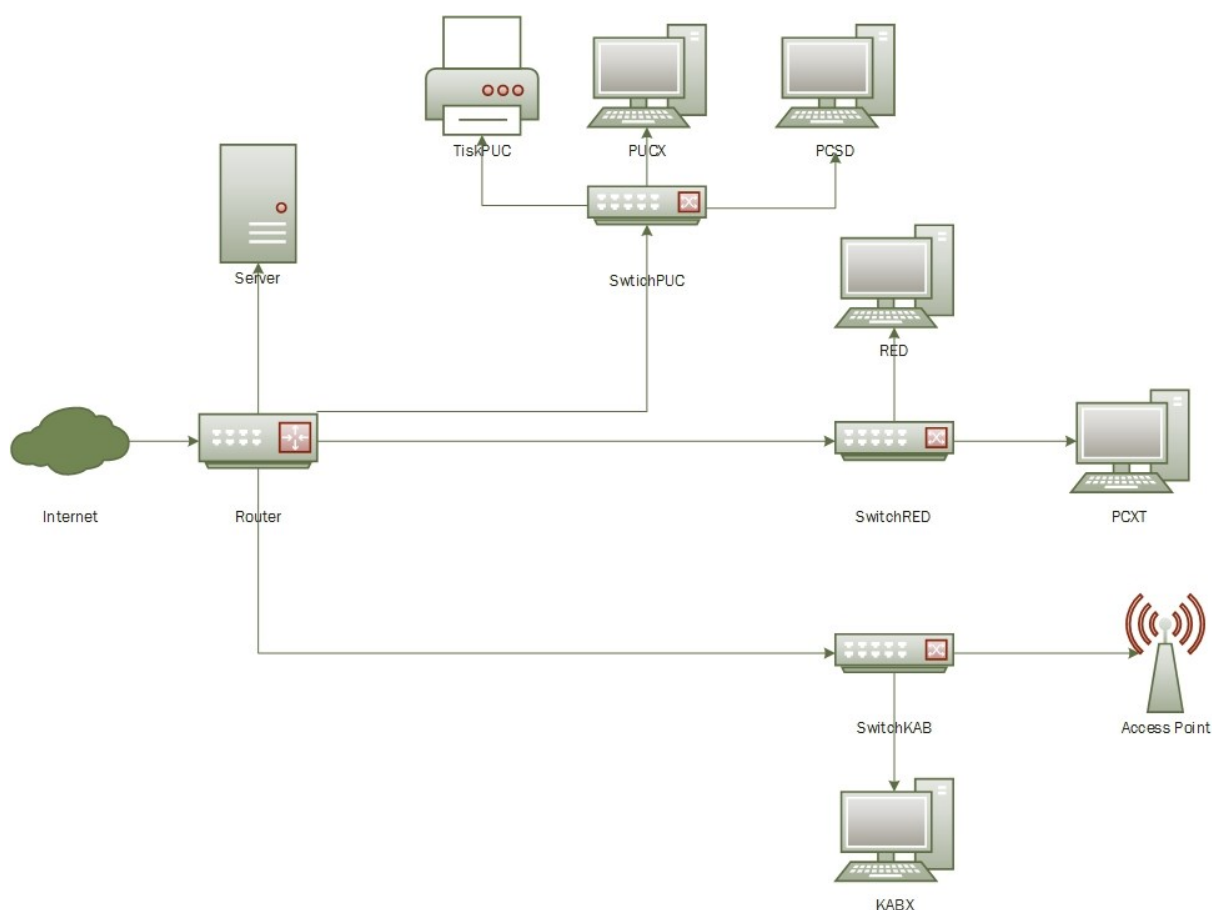 TiskPUC
PUCX
PCSD
Server
SwtichPUC
RED
Internet
Router
SwitchRED
PCXT
SwitchKAB
Access Point
KABX